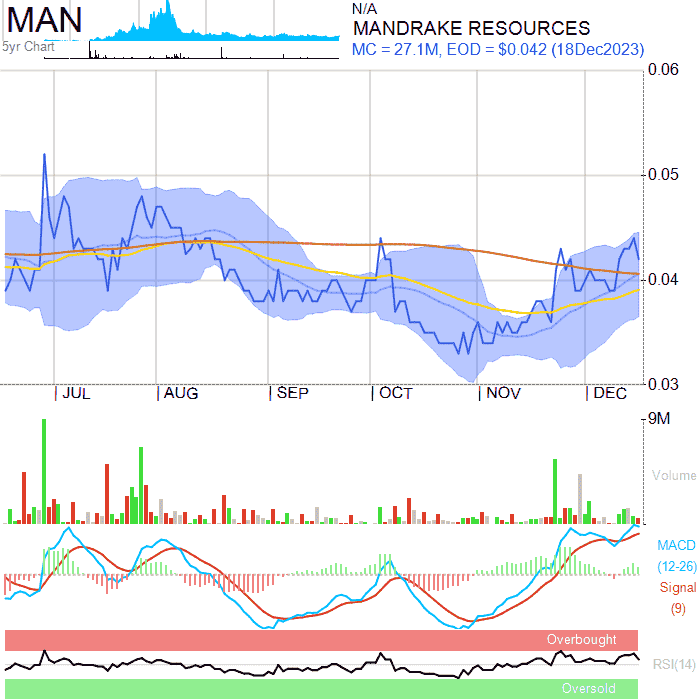 MAN
N/A
MANDRAKE RESOURCES
5yr Chart
MC = 27.1M, EOD = $0.042 (18Dec2023)
0.06
0.05
0.04
0.03
JUL AUG SEP OCT NOV DEC
9M
Volume
MACD
(12-26)
Signal
(9)
Overbought
RSI(14)
Oversold